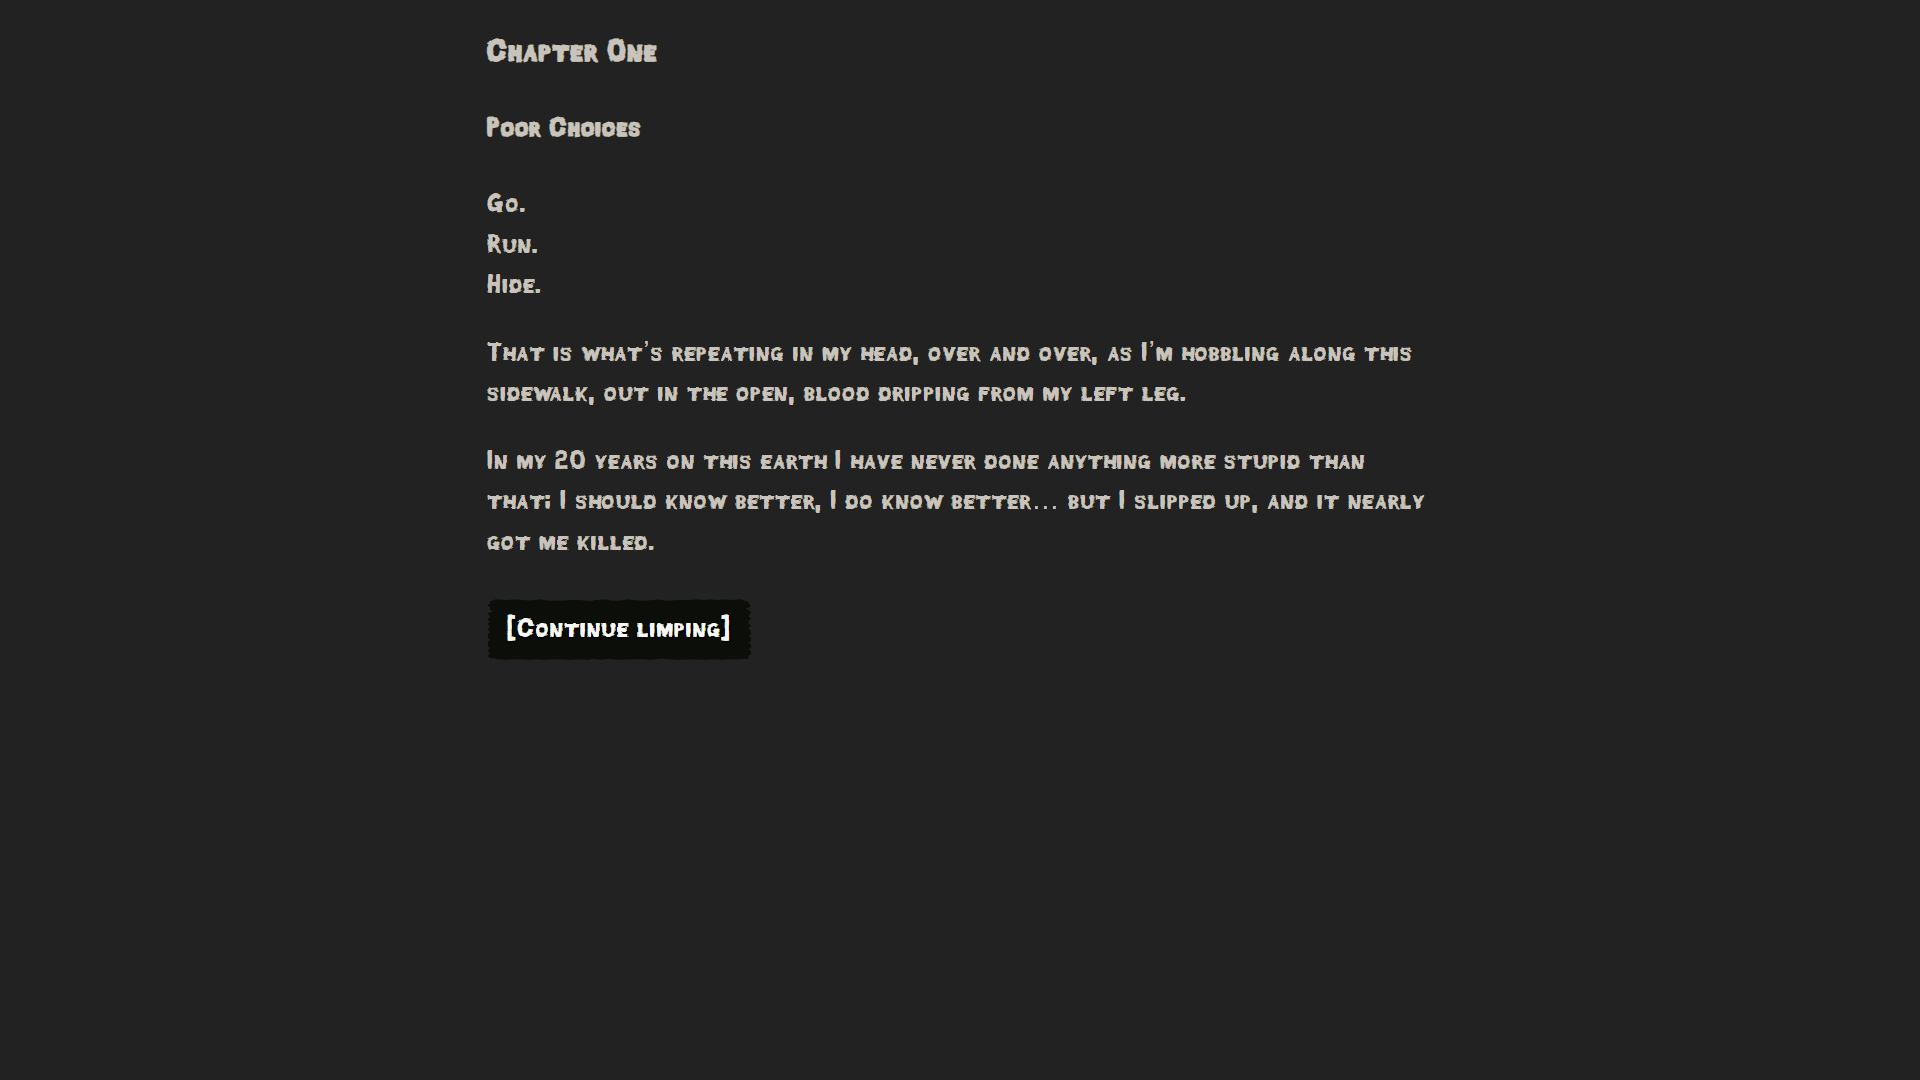 Chapter One
Poor Choices
Go.
Run.
Hide.
That is what's repeating in my head, over and over, as I'm hobbling along this
sidewalk, out in the open, blood dripping from my left leg.
In my 20 years on this earth I have never done anything more stupid than
that; I should know better, I do know better... but I slipped up, and it nearly
got me killed.
[Continue limping]